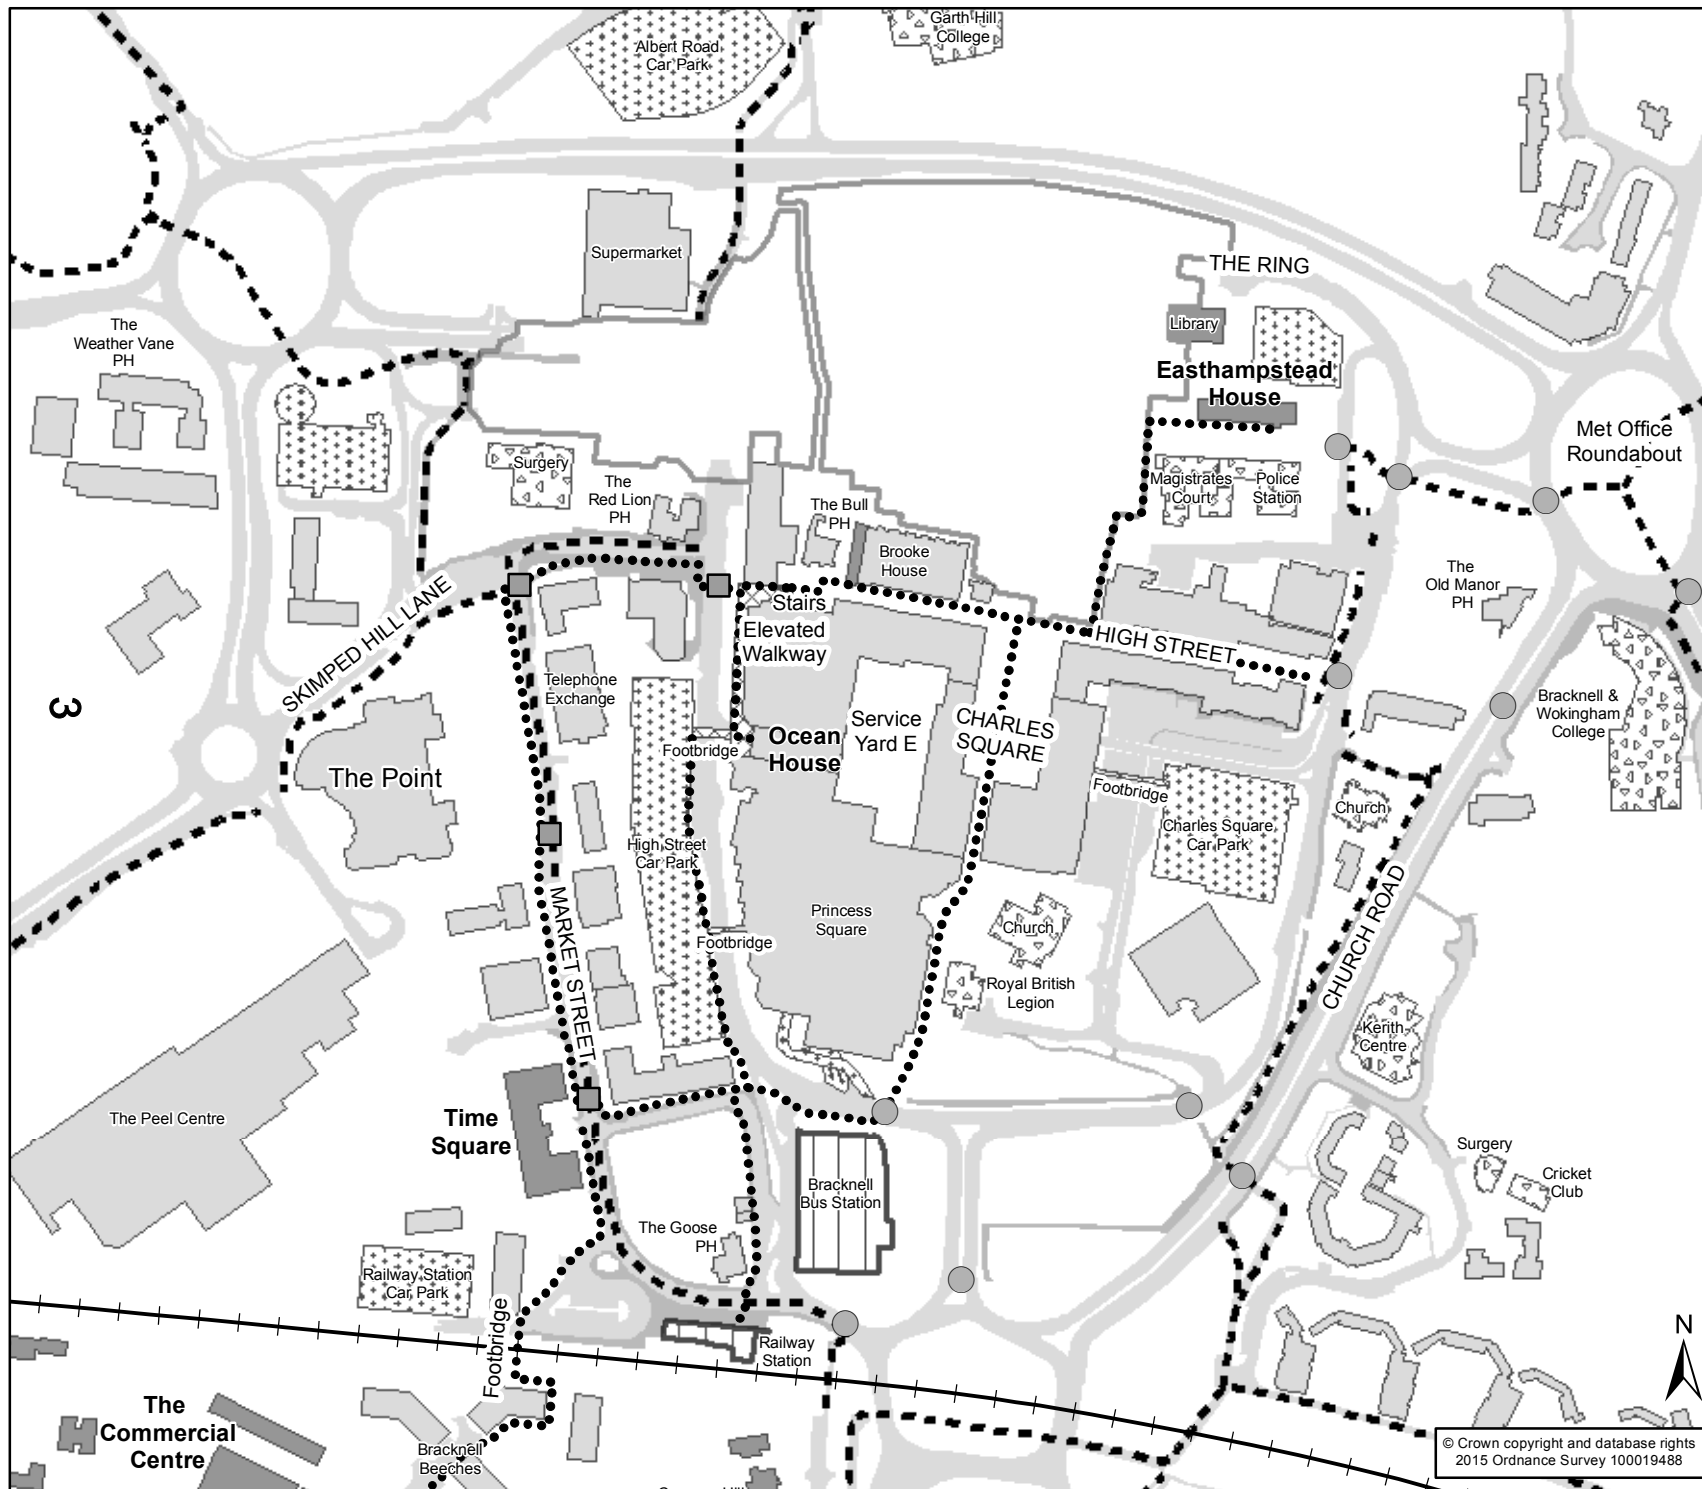 Garth Hill
College
Albert Road
Car Park
Supermarket
THE RING
The
Weather Vane
PH
Library
Easthampstead
House
Met Office
Roundabout
Surgery
The
Red Lion
PH
Magistrates
Court
Police
Station
The Bull
PH
Brooke
House
The
Old Manor
PH
Stairs
Elevated
Walkway
HIGH STREET
SKIMPED HILL LANE
3
Telephone
Exchange
Bracknell &
Wokingham
College
Service
Yard E
CHARLES
SQUARE
Footbridge
Ocean
House
The Point
Footbridge
Church
High Street
Car Park
Charles Square
Car Park
MARKET STREET
CHURCH ROAD
Princess
Square
Church
Footbridge
Royal British
Legion
Kerith
Centre
Time
Square
The Peel Centre
Surgery
Cricket
Club
Bracknell
Bus Station
The Goose
PH
Railway Station
Car Park
Footbridge
Railway
Station
N
The
Commercial
Centre
Bracknell
Beeches
© Crown copyright and database rights
2015 Ordnance Survey 100019488